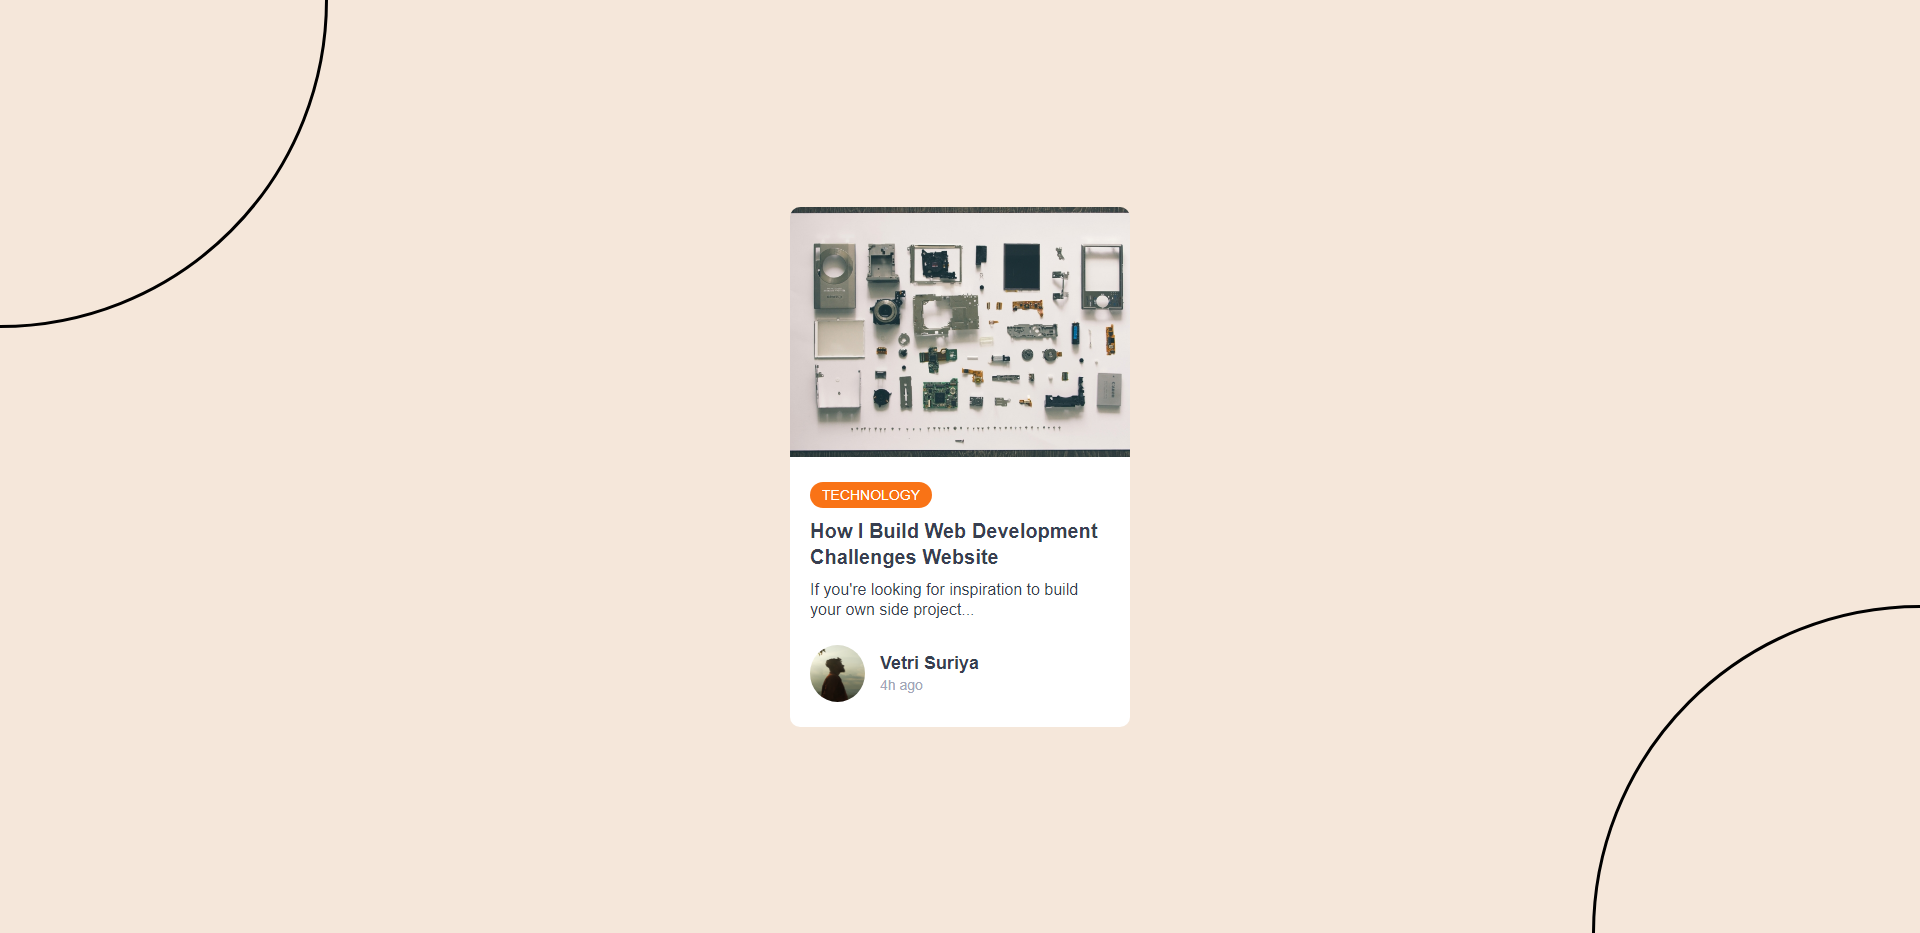 TECHNOLOGY
How I Build Web Development
Challenges Website
If you're looking for inspiration to build
your own side project...
Vetri Suriya
4h ago